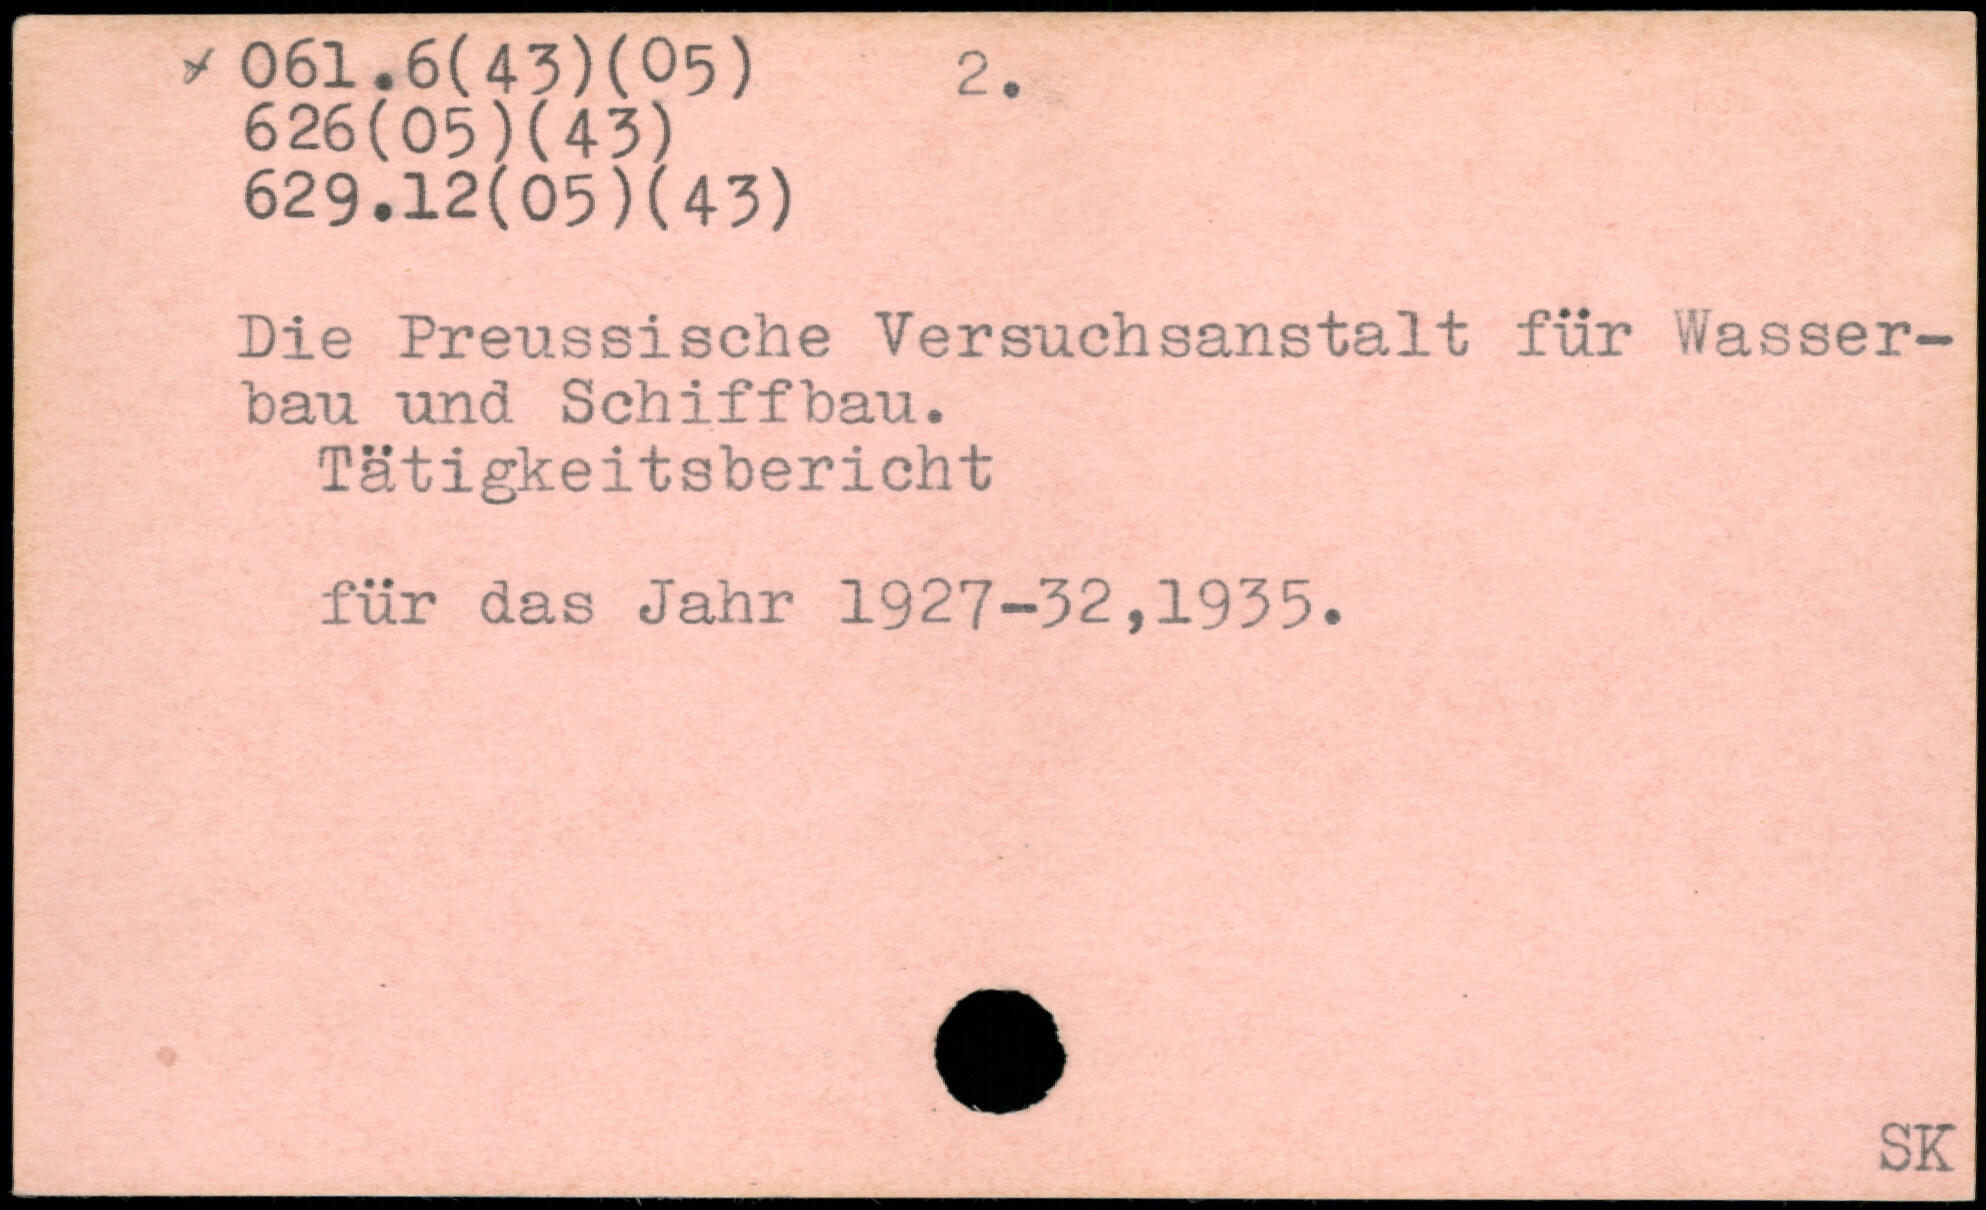 x 061.6(43)(05) 2.
626(05)(43)
629.12(05)(43)
Die Preussische Versuchsanstalt für Wasser-
bau und Schiffbau.
Tätigkeitsbericht
für das Jahr 1927-32,1935.
SK